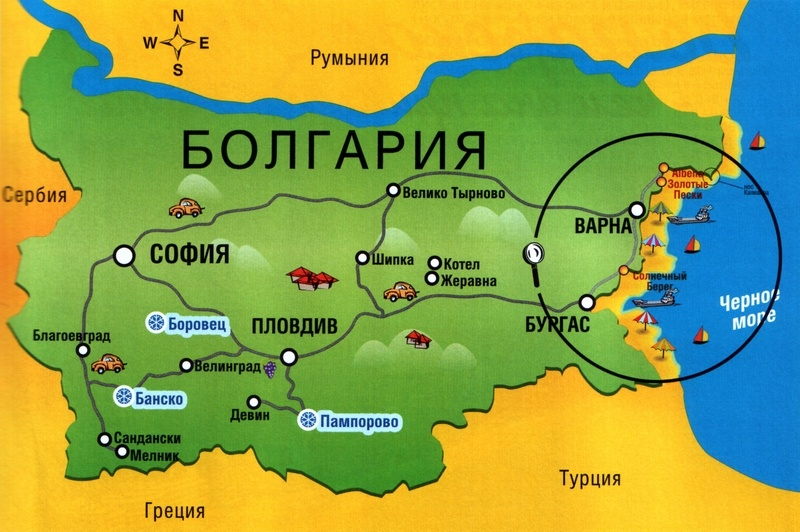 N
W E
S
Румыния
БОЛГАРИЯ
Сербия
Albena
Золотые
Пески
нос
Велико Тырново
ВАРНА
СОФИЯ
Шипка
Котел
Жеравна
Солнечный
Берег
Черное
море
Боровец
ПЛОВДИВ
БУРГАС
Благоевград
Велинград
Банско
Девин
Пампорово
Сандански
Мелник
Турция
Греция